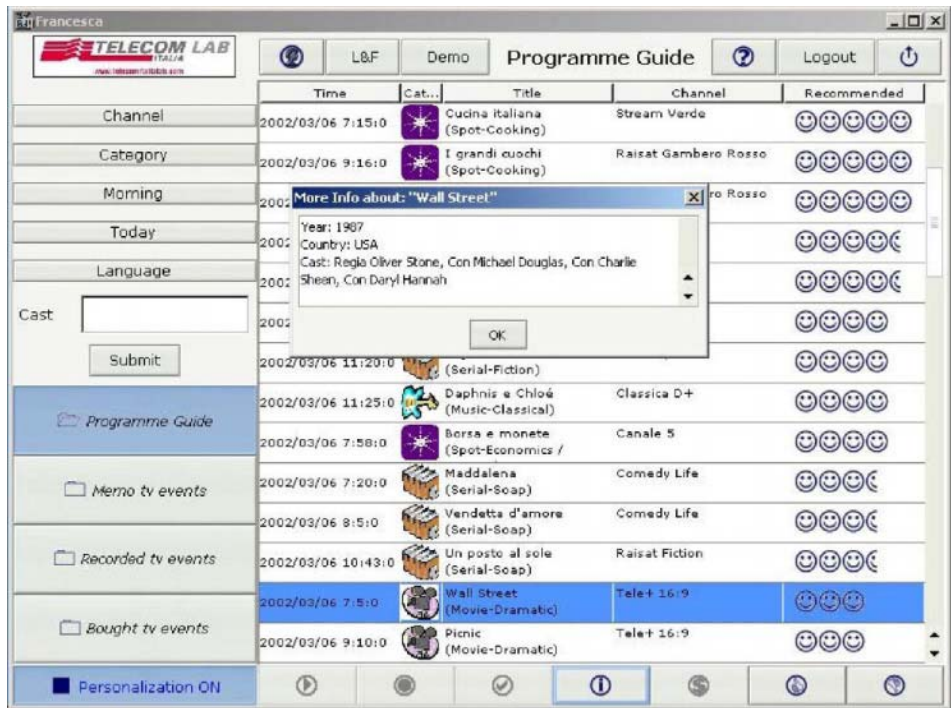 Francesca
TELECOM LAB
ITALIA
L&F
Demo
Programme Guide
Logout
Channel
Category
Morning
Today
Language
Cast
Submit
Programme Guide
Memo tv events
Recorded tv events
Bought tv events
Personalization ON
Time Cat... Title Channel Recommended
2002/03/06 7:15:0 Cucina italiana (Spot-Cooking) Stream Verde
2002/03/06 9:16:0 I grandi cuochi (Spot-Cooking) Raisat Gambero Rosso
2002 ro Rosso
2002
2002
2002
More Info about: "Wall Street"
Year: 1987
Country: USA
Cast: Regia Oliver Stone, Con Michael Douglas, Con Charlie
Sheen, Con Daryl Hannah
OK
2002/03/06 11:20:0 (Serial-Fiction)
2002/03/06 11:25:0 Daphnis e Chloé (Music-Classical) Classica D+
2002/03/06 7:58:0 Borsa e monete (Spot-Economics / Canale 5
2002/03/06 7:20:0 Maddalena (Serial-Soap) Comedy Life
2002/03/06 8:5:0 Vendetta d'amore (Serial-Soap) Comedy Life
2002/03/06 10:43:0 Un posto al sole (Serial-Soap) Raisat Fiction
2002/03/06 7:5:0 Wall Street (Movie-Dramatic) Tele+ 16:9
2002/03/06 9:10:0 Picnic (Movie-Dramatic) Tele+ 16:9